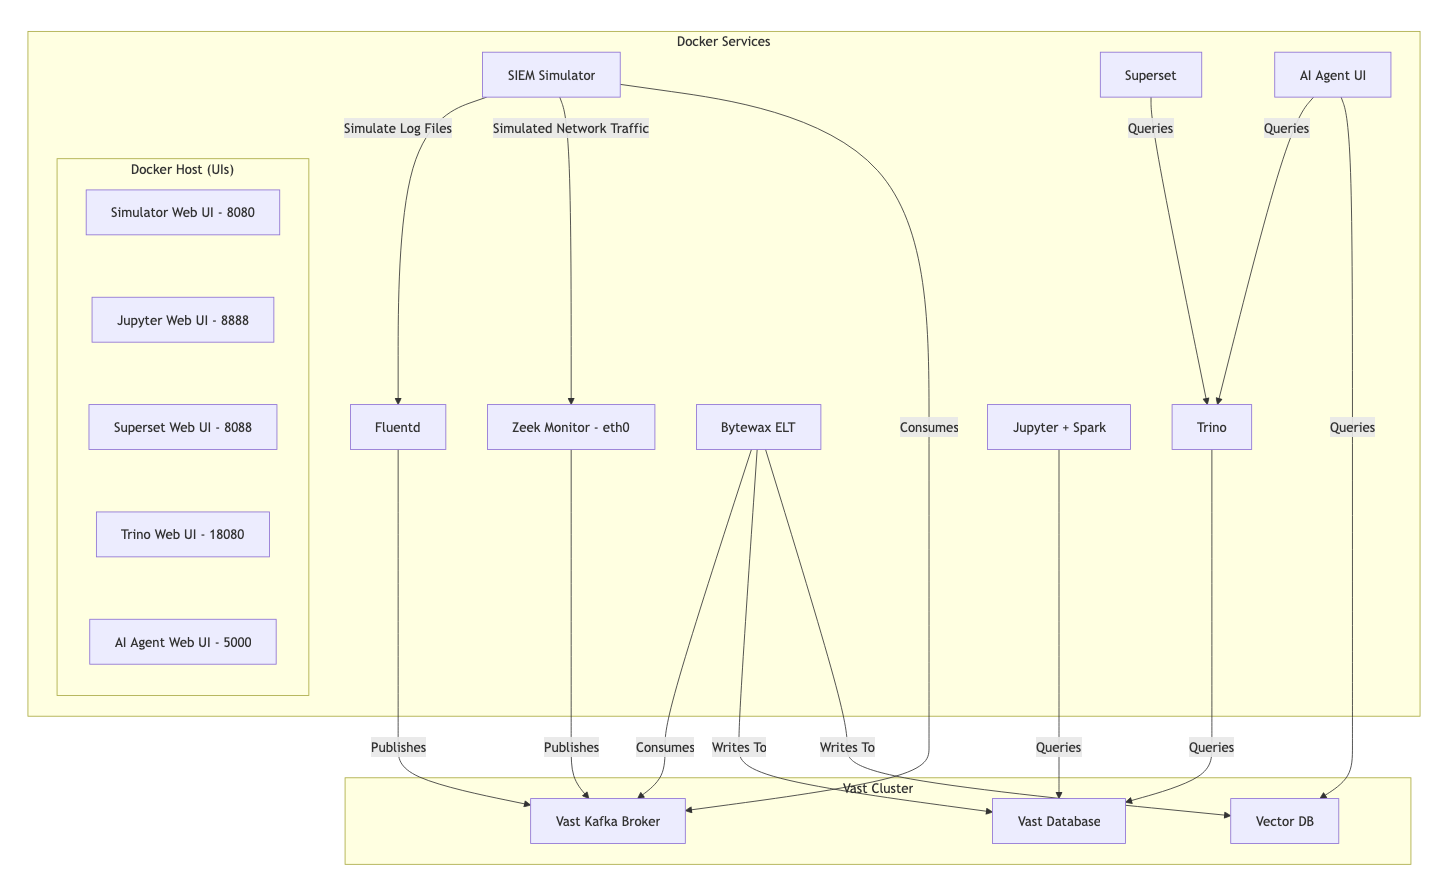 Docker Services
SIEM Simulator
Superset
AI Agent UI
Simulate Log Files
Simulated Network Traffic
Queries
Queries
Docker Host (UIs)
Simulator Web UI - 8080
Jupyter Web UI - 8888
Superset Web UI - 8088
Trino Web UI - 18080
AI Agent Web UI - 5000
Fluentd
Zeek Monitor - eth0
Bytewax ELT
Consumes
Jupyter + Spark
Trino
Queries
Publishes
Publishes
Consumes
Writes To
Writes To
Queries
Queries
Vast Cluster
Vast Kafka Broker
Vast Database
Vector DB